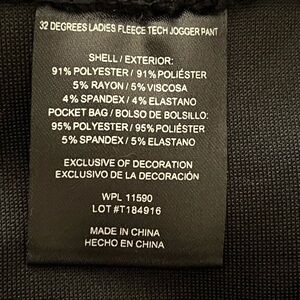 32 DEGREES LADIES FLEECE TECH JOGGER PANT
SHELL / EXTERIOR:
91% POLYESTER / 91% POLIÉSTER
5% RAYON / 5% VISCOSA
4% SPANDEX / 4% ELASTANO
POCKET BAG / BOLSO DE BOLSILLO:
95% POLYESTER / 95% POLIÉSTER
5% SPANDEX / 5% ELASTANO
EXCLUSIVE OF DECORATION
EXCLUSIVO DE LA DECORACIÓN
WPL 11590
LOT #T184916
MADE IN CHINA
HECHO EN CHINA